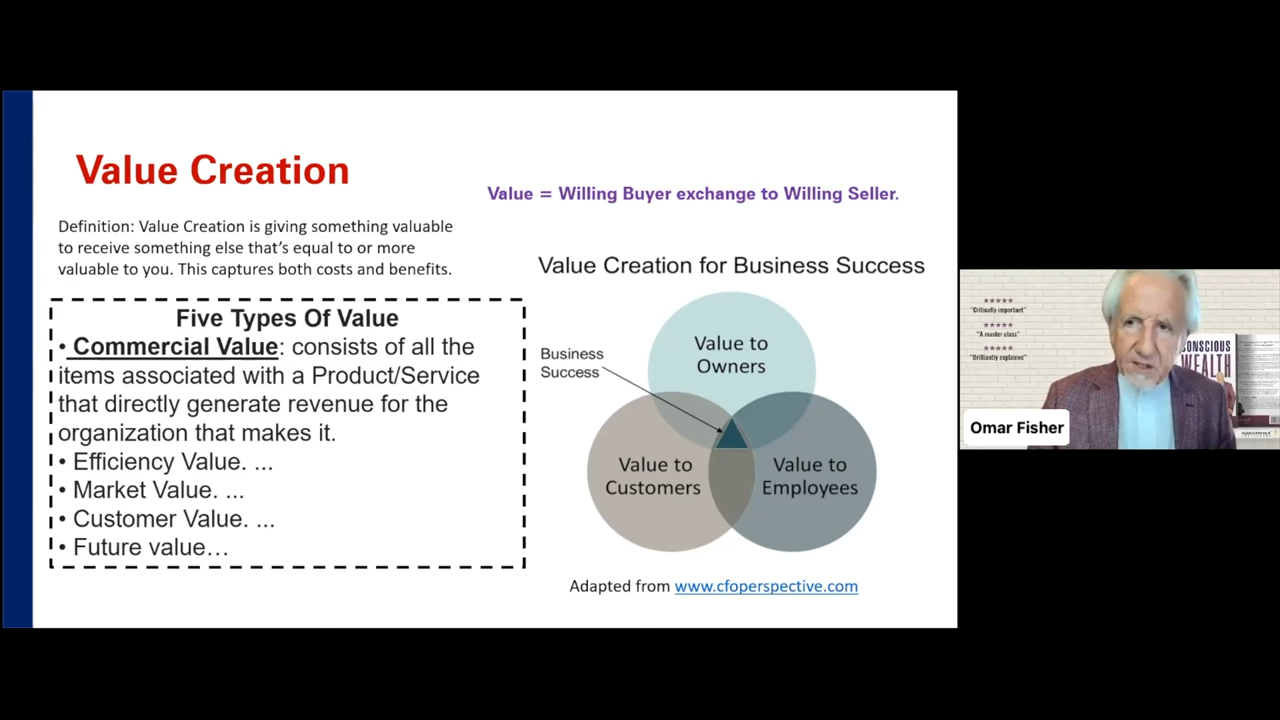 Value Creation
Value = Willing Buyer exchange to Willing Seller.
Definition: Value Creation is giving something valuable
to receive something else that's equal to or more
valuable to you. This captures both costs and benefits.
Five Types Of Value
• Commercial Value: consists of all the
items associated with a Product/Service
that directly generate revenue for the
organization that makes it.
• Efficiency Value. ...
• Market Value. ...
• Customer Value. ...
• Future value…
Value Creation for Business Success
Business
Success
Value to
Owners
Value to
Customers
Value to
Employees
Adapted from www.cfoperspective.com
★★★★★
"Critically important"
★★★★★
"A master class"
★★★★★
"Brilliantly explained"
WEALTH
Omar Fisher